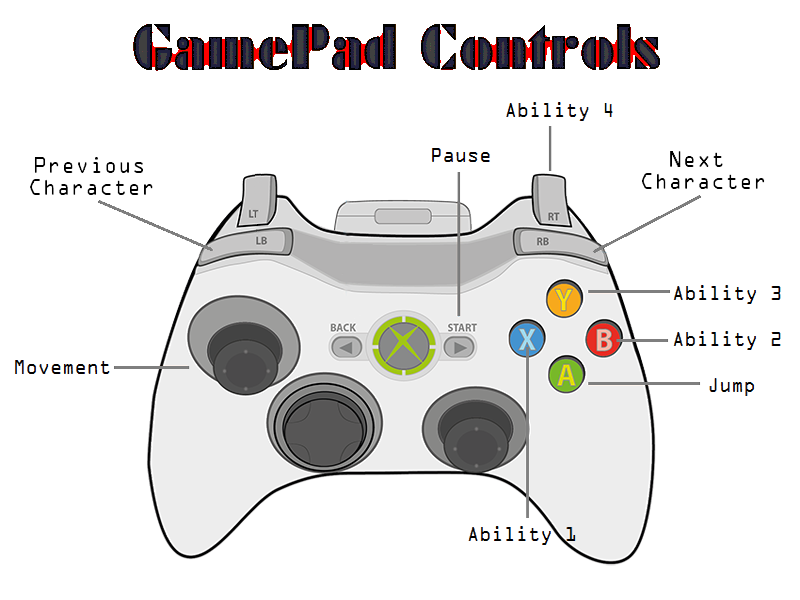 GamePad Controls
Ability 4
Pause
Previous
Character
Next
Character
LT
RT
LB
RB
Y
Ability 3
BACK
START
X
B
Ability 2
Movement
A
Jump
Ability 1